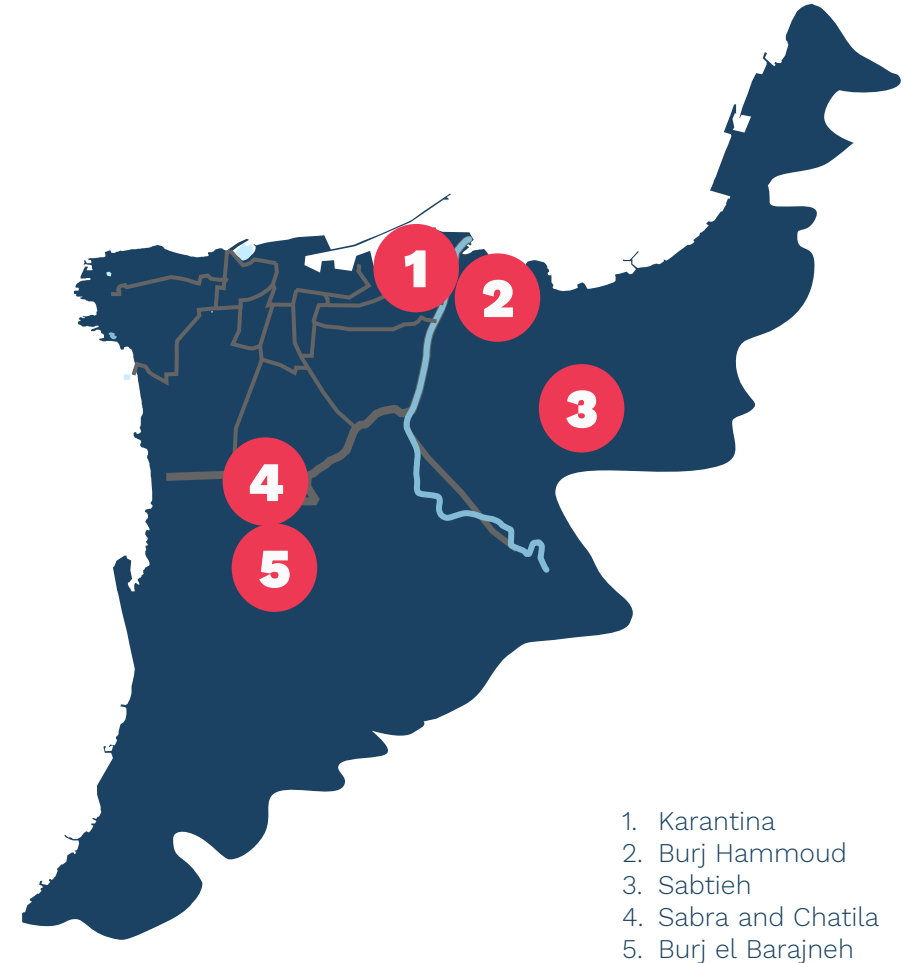 1
2
3
4
5
1. Karantina
2. Burj Hammoud
3. Sabtieh
4. Sabra and Chatila
5. Burj el Barajneh